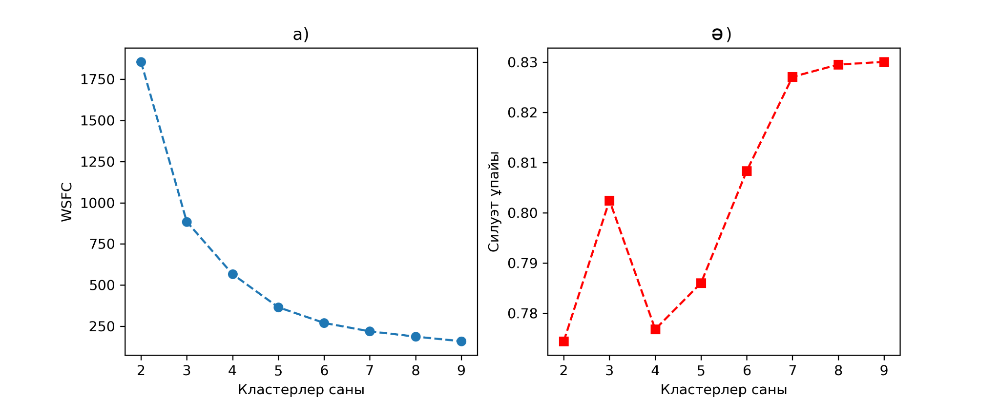 а)
1750
1500
1250
1000
750
500
250
WSFC
2 3 4 5 6 7 8 9
Кластерлер саны
ә)
0.83
0.82
0.81
0.80
0.79
0.78
Силуэт ұпайы
2 3 4 5 6 7 8 9
Кластерлер саны